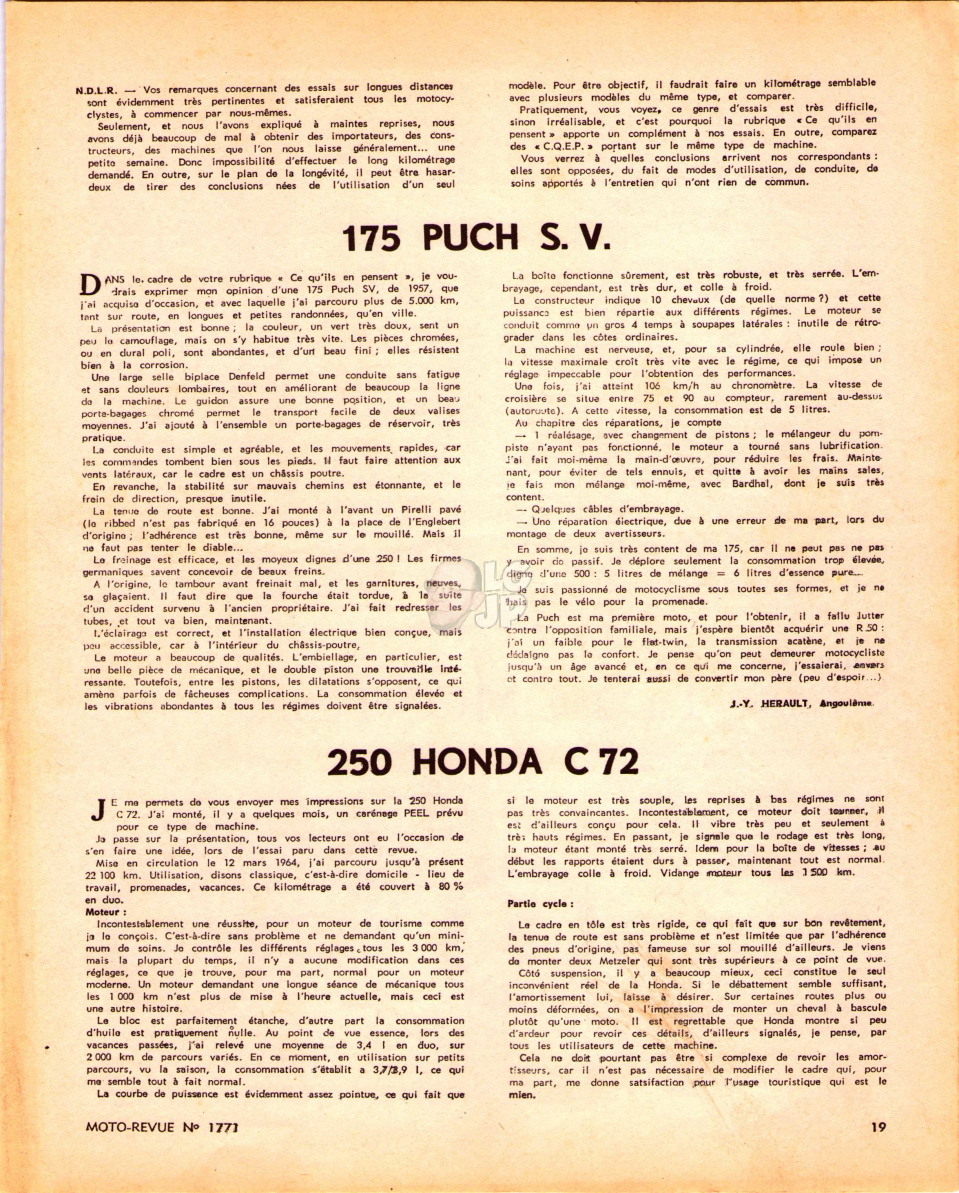 N.D.L.R. — Vos remarques concernant des essais sur longues distances
sont évidemment très pertinentes et satisferaient tous les motocy-
clystes, à commencer par nous-mêmes.
Seulement, et nous l'avons expliqué à maintes reprises, nous
avons déjà beaucoup de mal à obtenir des importateurs, des cons-
tructeurs, des machines que l'on nous laisse généralement... une
petite semaine. Donc impossibilité d'effectuer le long kilométrage
demandé. En outre, sur le plan de la longévité, il peut être hasar-
deux de tirer des conclusions nées de l'utilisation d'un seul
modèle. Pour être objectif, il faudrait faire un kilométrage semblable
avec plusieurs modèles du même type, et comparer.
Pratiquement, vous voyez, ce genre d'essais est très difficile,
sinon irréalisable, et c'est pourquoi la rubrique « Ce qu'ils en
pensent » apporte un complément à nos essais. En outre, comparez
des « C.Q.E.P. » portant sur le même type de machine.
Vous verrez à quelles conclusions arrivent nos correspondants :
elles sont opposées, du fait de modes d'utilisation, de conduite, de
soins apportés à l'entretien qui n'ont rien de commun.
175 PUCH S. V.
DANS le cadre de votre rubrique « Ce qu'ils en pensent », je vou-
drais exprimer mon opinion d'une 175 Puch SV, de 1957, que
j'ai acquise d'occasion, et avec laquelle j'ai parcouru plus de 5.000 km,
tant sur route, en longues et petites randonnées, qu'en ville.
La présentation est bonne ; la couleur, un vert très doux, sent un
peu le camouflage, mais on s'y habitue très vite. Les pièces chromées,
ou en dural poli, sont abondantes, et d'un beau fini ; elles résistent
bien à la corrosion.
Une large selle biplace Denfeld permet une conduite sans fatigue
et sans douleurs lombaires, tout en améliorant de beaucoup la ligne
de la machine. Le guidon assure une bonne position, et un beau
porte-bagages chromé permet le transport facile de deux valises
moyennes. J'ai ajouté à l'ensemble un porte-bagages de réservoir, très
pratique.
La conduite est simple et agréable, et les mouvements rapides, car
les commandes tombent bien sous les pieds. Il faut faire attention aux
vents latéraux, car le cadre est un châssis poutre.
En revanche, la stabilité sur mauvais chemins est étonnante, et le
frein de direction, presque inutile.
La tenue de route est bonne. J'ai monté à l'avant un Pirelli pavé
(le ribbed n'est pas fabriqué en 16 pouces) à la place de l'Englebert
d'origine ; l'adhérence est très bonne, même sur le mouillé. Mais il
ne faut pas tenter le diable...
Le freinage est efficace, et les moyeux dignes d'une 250 ! Les firmes
germaniques savent concevoir de beaux freins.
A l'origine, le tambour avant freinait mal, et les garnitures, neuves,
se glaçaient. Il faut dire que la fourche était tordue, à la suite
d'un accident survenu à l'ancien propriétaire. J'ai fait redresser les
tubes, et tout va bien, maintenant.
L'éclairage est correct, et l'installation électrique bien conçue, mais
peu accessible, car à l'intérieur du châssis-poutre,
Le moteur a beaucoup de qualités. L'embiellage, en particulier, est
une belle pièce de mécanique, et le double piston une trouvaille inté-
ressante. Toutefois, entre les pistons, les dilatations s'opposent, ce qui
amène parfois de fâcheuses complications. La consommation élevée et
les vibrations abondantes à tous les régimes doivent être signalées.
La boîte fonctionne sûrement, est très robuste, et très serrée. L'em-
brayage, cependant, est très dur, et colle à froid.
Le constructeur indique 10 chevaux (de quelle norme ?) et cette
puissance est bien répartie aux différents régimes. Le moteur se
conduit comme un gros 4 temps à soupapes latérales : inutile de rétro-
grader dans les côtes ordinaires.
La machine est nerveuse, et, pour sa cylindrée, elle roule bien ;
la vitesse maximale croît très vite avec le régime, ce qui impose un
réglage impeccable pour l'obtention des performances.
Une fois, j'ai atteint 106 km/h au chronomètre. La vitesse de
croisière se situe entre 75 et 90 au compteur, rarement au-dessus
(autoroute). A cette vitesse, la consommation est de 5 litres.
Au chapitre des réparations, je compte
— 1 réalésage, avec changement de pistons ; le mélangeur du pom-
piste n'ayant pas fonctionné, le moteur a tourné sans lubrification.
J'ai fait moi-même la main-d'œuvre, pour réduire les frais. Mainte-
nant, pour éviter de tels ennuis, et quitte à avoir les mains sales,
je fais mon mélange moi-même, avec Bardhal, dont je suis très
content.
— Quelques câbles d'embrayage.
— Une réparation électrique, due à une erreur de ma part, lors du
montage de deux avertisseurs.
En somme, je suis très content de ma 175, car il ne peut pas ne pas
y avoir de passif. Je déplore seulement la consommation trop élevée,
digne d'une 500 : 5 litres de mélange = 6 litres d'essence pure...
Je suis passionné de motocyclisme sous toutes ses formes, et je ne
hais pas le vélo pour la promenade.
La Puch est ma première moto, et pour l'obtenir, il a fallu lutter
contre l'opposition familiale, mais j'espère bientôt acquérir une R 50 :
j'ai un faible pour le flat-twin, la transmission acatène, et je ne
dédaigne pas le confort. Je pense qu'on peut demeurer motocycliste
jusqu'à un âge avancé et, en ce qui me concerne, j'essaierai, envers
et contre tout. Je tenterai aussi de convertir mon père (peu d'espoir...)
J.-Y. HERAULT, Angoulême.
250 HONDA C 72
JE me permets de vous envoyer mes impressions sur la 250 Honda
C 72. J'ai monté, il y a quelques mois, un carénage PEEL prévu
pour ce type de machine.
Je passe sur la présentation, tous vos lecteurs ont eu l'occasion de
s'en faire une idée, lors de l'essai paru dans cette revue.
Mise en circulation le 12 mars 1964, j'ai parcouru jusqu'à présent
22 100 km. Utilisation, disons classique, c'est-à-dire domicile - lieu de
travail, promenades, vacances. Ce kilométrage a été couvert à 80 %
en duo.
Moteur :
Incontestablement une réussite, pour un moteur de tourisme comme
je le conçois. C'est-à-dire sans problème et ne demandant qu'un mini-
mum de soins. Je contrôle les différents réglages tous les 3 000 km,
mais la plupart du temps, il n'y a aucune modification dans ces
réglages, ce que je trouve, pour ma part, normal pour un moteur
moderne. Un moteur demandant une longue séance de mécanique tous
les 1 000 km n'est plus de mise à l'heure actuelle, mais ceci est
une autre histoire.
Le bloc est parfaitement étanche, d'autre part la consommation
d'huile est pratiquement nulle. Au point de vue essence, lors des
vacances passées, j'ai relevé une moyenne de 3,4 l en duo, sur
2 000 km de parcours variés. En ce moment, en utilisation sur petits
parcours, vu la saison, la consommation s'établit a 3,7/3,9 l, ce qui
me semble tout à fait normal.
La courbe de puissance est évidemment assez pointue, ce qui fait que
si le moteur est très souple, les reprises à bas régimes ne sont
pas très convaincantes. Incontestablement, ce moteur doit tourner, il
est d'ailleurs conçu pour cela. Il vibre très peu et seulement à
très hauts régimes. En passant, je signale que le rodage est très long,
le moteur étant monté très serré. Idem pour la boîte de vitesses ; au
début les rapports étaient durs à passer, maintenant tout est normal.
L'embrayage colle à froid. Vidange moteur tous les 1 500 km.
Partie cycle :
Le cadre en tôle est très rigide, ce qui fait que sur bon revêtement,
la tenue de route est sans problème et n'est limitée que par l'adhérence
des pneus d'origine, pas fameuse sur sol mouillé d'ailleurs. Je viens
de monter deux Metzeler qui sont très supérieurs à ce point de vue.
Côté suspension, il y a beaucoup mieux, ceci constitue le seul
inconvénient réel de la Honda. Si le débattement semble suffisant,
l'amortissement lui, laisse à désirer. Sur certaines routes plus ou
moins déformées, on a l'impression de monter un cheval à bascule
plutôt qu'une moto. Il est regrettable que Honda montre si peu
d'ardeur pour revoir ces détails, d'ailleurs signalés, je pense, par
tous les utilisateurs de cette machine.
Cela ne doit pourtant pas être si complexe de revoir les amor-
tisseurs, car il n'est pas nécessaire de modifier le cadre qui, pour
ma part, me donne satsifaction pour l'usage touristique qui est le
mien.
MOTO-REVUE No 1771
19